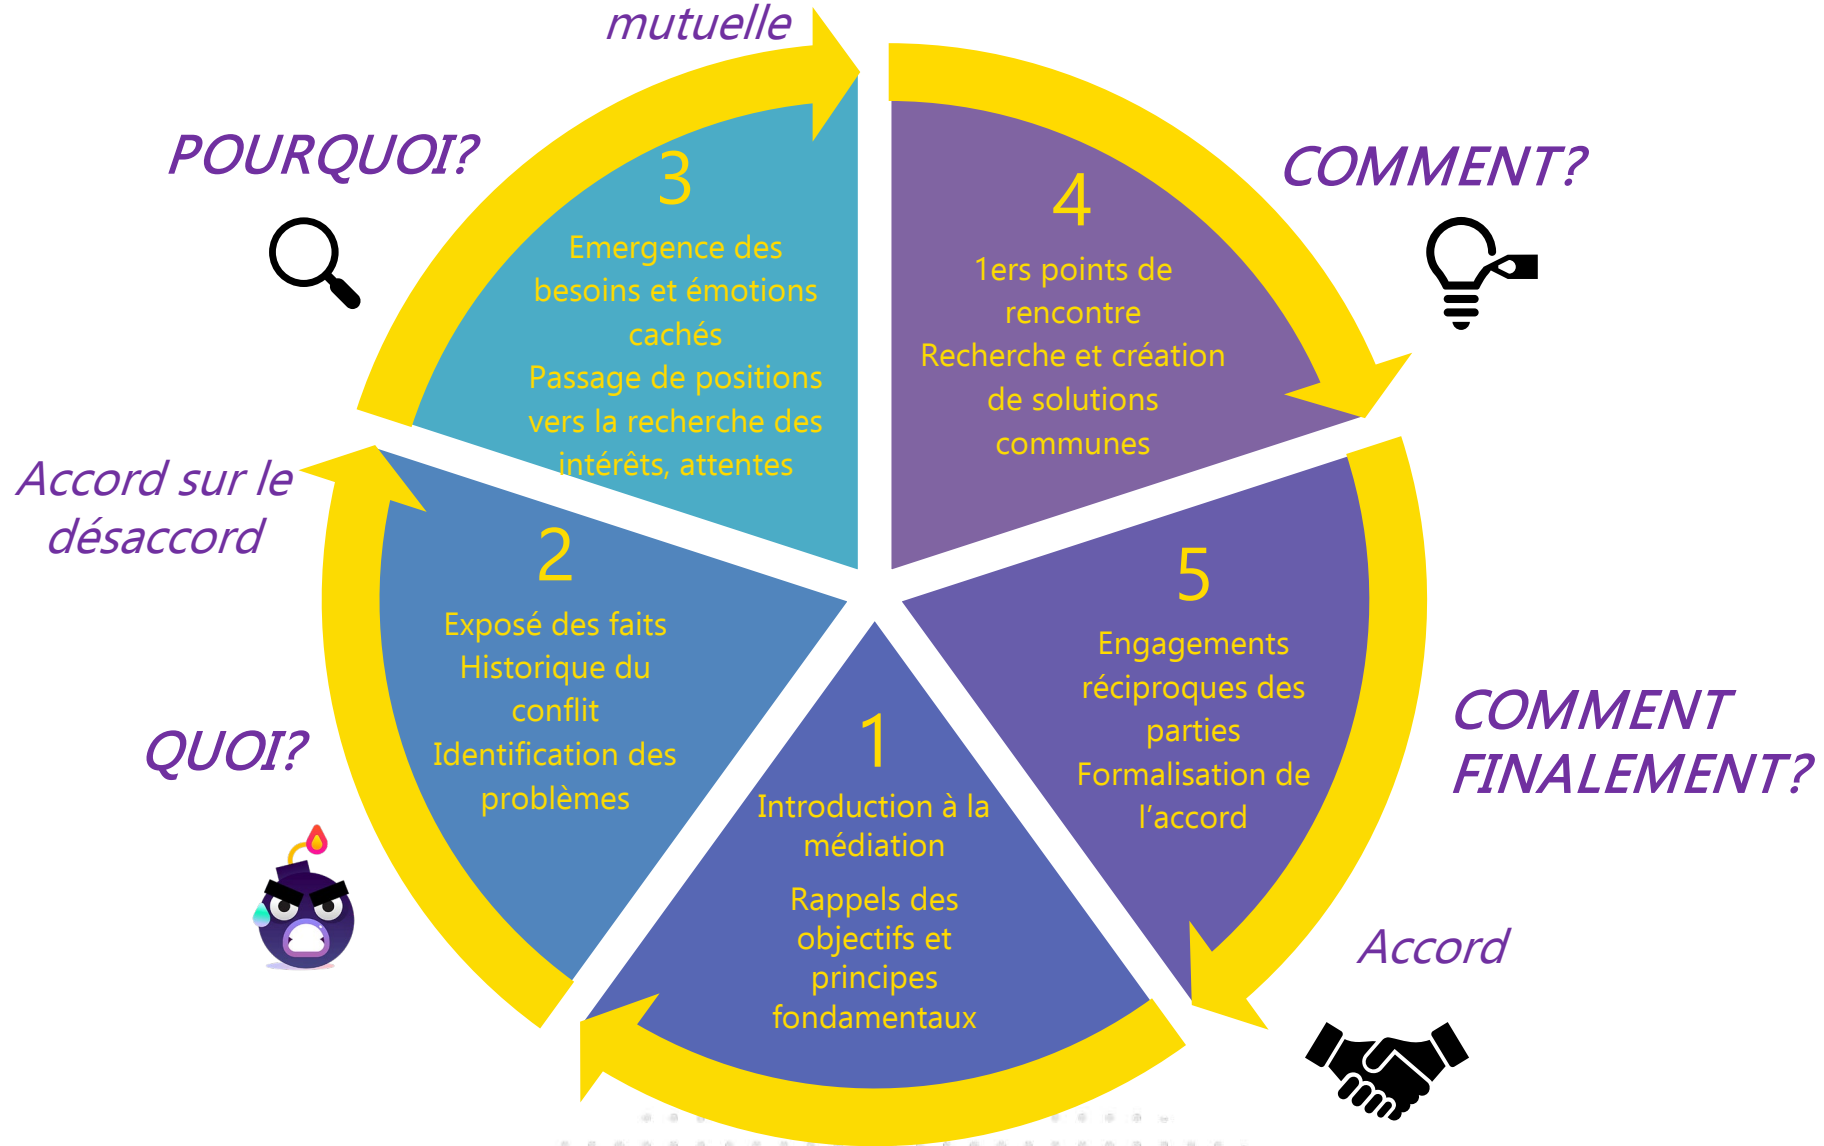 mutuelle
POURQUOI?
COMMENT?
3
Emergence des
besoins et émotions
cachés
Passage de positions
vers la recherche des
intérêts, attentes
4
1ers points de
rencontre
Recherche et création
de solutions
communes
Accord sur le
désaccord
2
Exposé des faits
Historique du
conflit
Identification des
problèmes
5
Engagements
réciproques des
parties
Formalisation de
l’accord
QUOI?
1
Introduction à la
médiation
Rappels des
objectifs et
principes
fondamentaux
COMMENT
FINALEMENT?
Accord